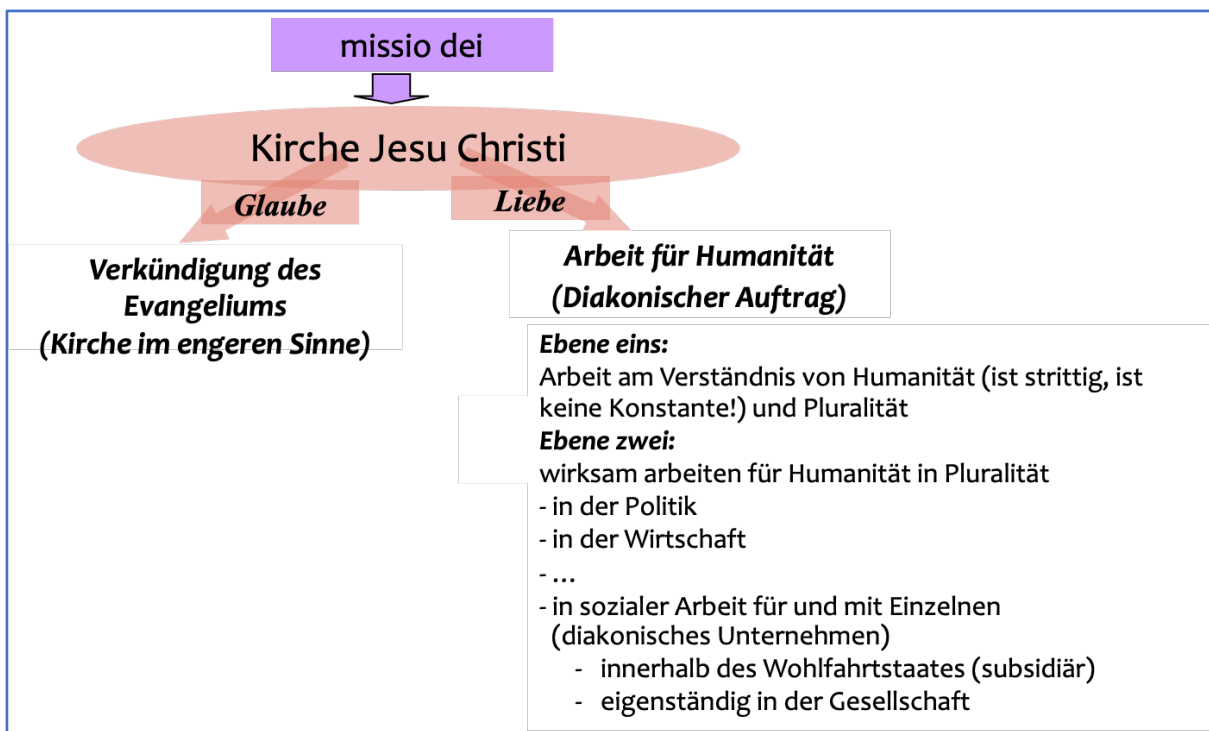 missio dei
Kirche Jesu Christi
Glaube
Liebe
Verkündigung des
Evangeliums
(Kirche im engeren Sinne)
Arbeit für Humanität
(Diakonischer Auftrag)
Ebene eins:
Arbeit am Verständnis von Humanität (ist strittig, ist
keine Konstante!) und Pluralität
Ebene zwei:
wirksam arbeiten für Humanität in Pluralität
- in der Politik
- in der Wirtschaft
- ...
- in sozialer Arbeit für und mit Einzelnen
(diakonisches Unternehmen)
- innerhalb des Wohlfahrtstaates (subsidiär)
- eigenständig in der Gesellschaft